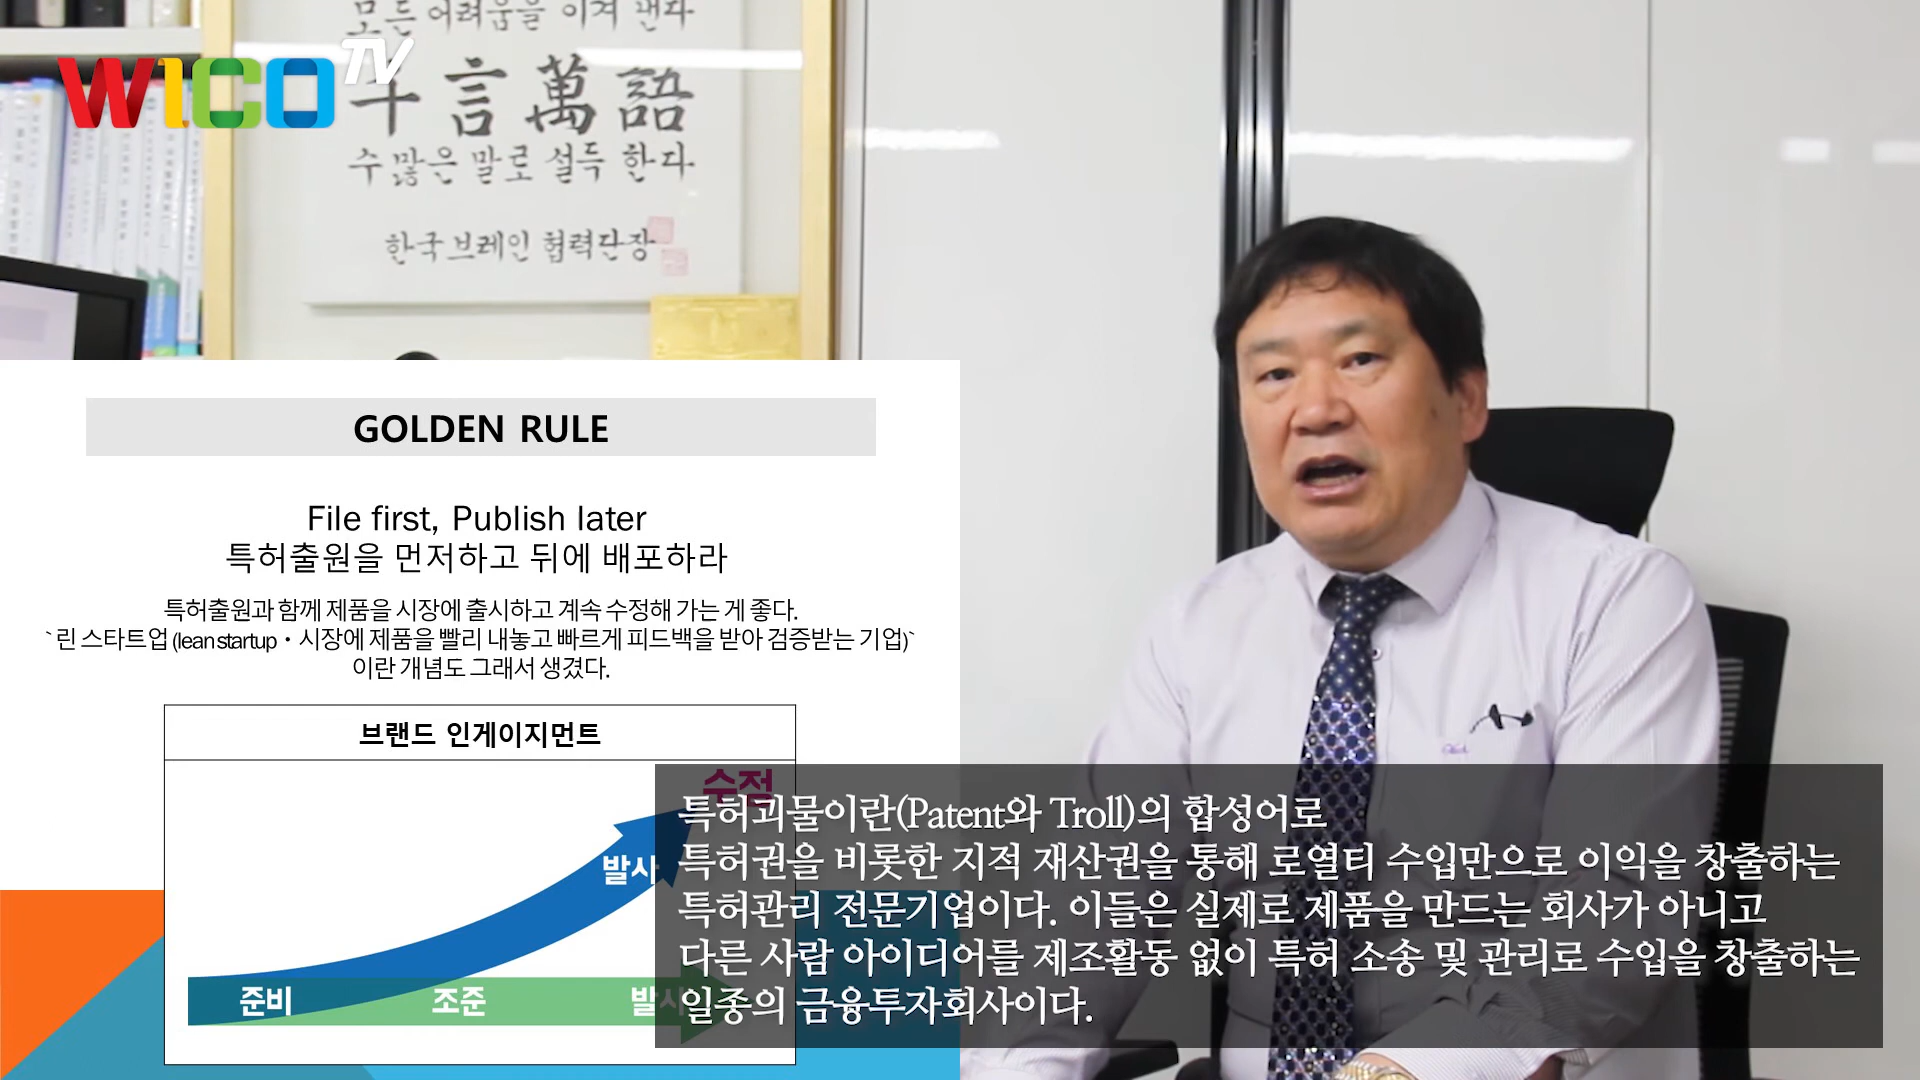 모든 어려움을 이겨 낸다
WICO TV
千言萬語
수 많은 말로 설득 한다
한국브레인 협력단장
GOLDEN RULE
File first, Publish later
특허출원을 먼저하고 뒤에 배포하라
특허출원과 함께 제품을 시장에 출시하고 계속 수정해 가는 게 좋다.
`린 스타트업(lean startup・시장에 제품을 빨리 내놓고 빠르게 피드백을 받아 검증받는 기업)`
이란 개념도 그래서 생겼다.
브랜드 인게이지먼트
수정
발사
준비 조준 발사
특허괴물이란(Patent와 Troll)의 합성어로
특허권을 비롯한 지적 재산권을 통해 로열티 수입만으로 이익을 창출하는
특허관리 전문기업이다. 이들은 실제로 제품을 만드는 회사가 아니고
다른 사람 아이디어를 제조활동 없이 특허 소송 및 관리로 수입을 창출하는
일종의 금융투자회사이다.